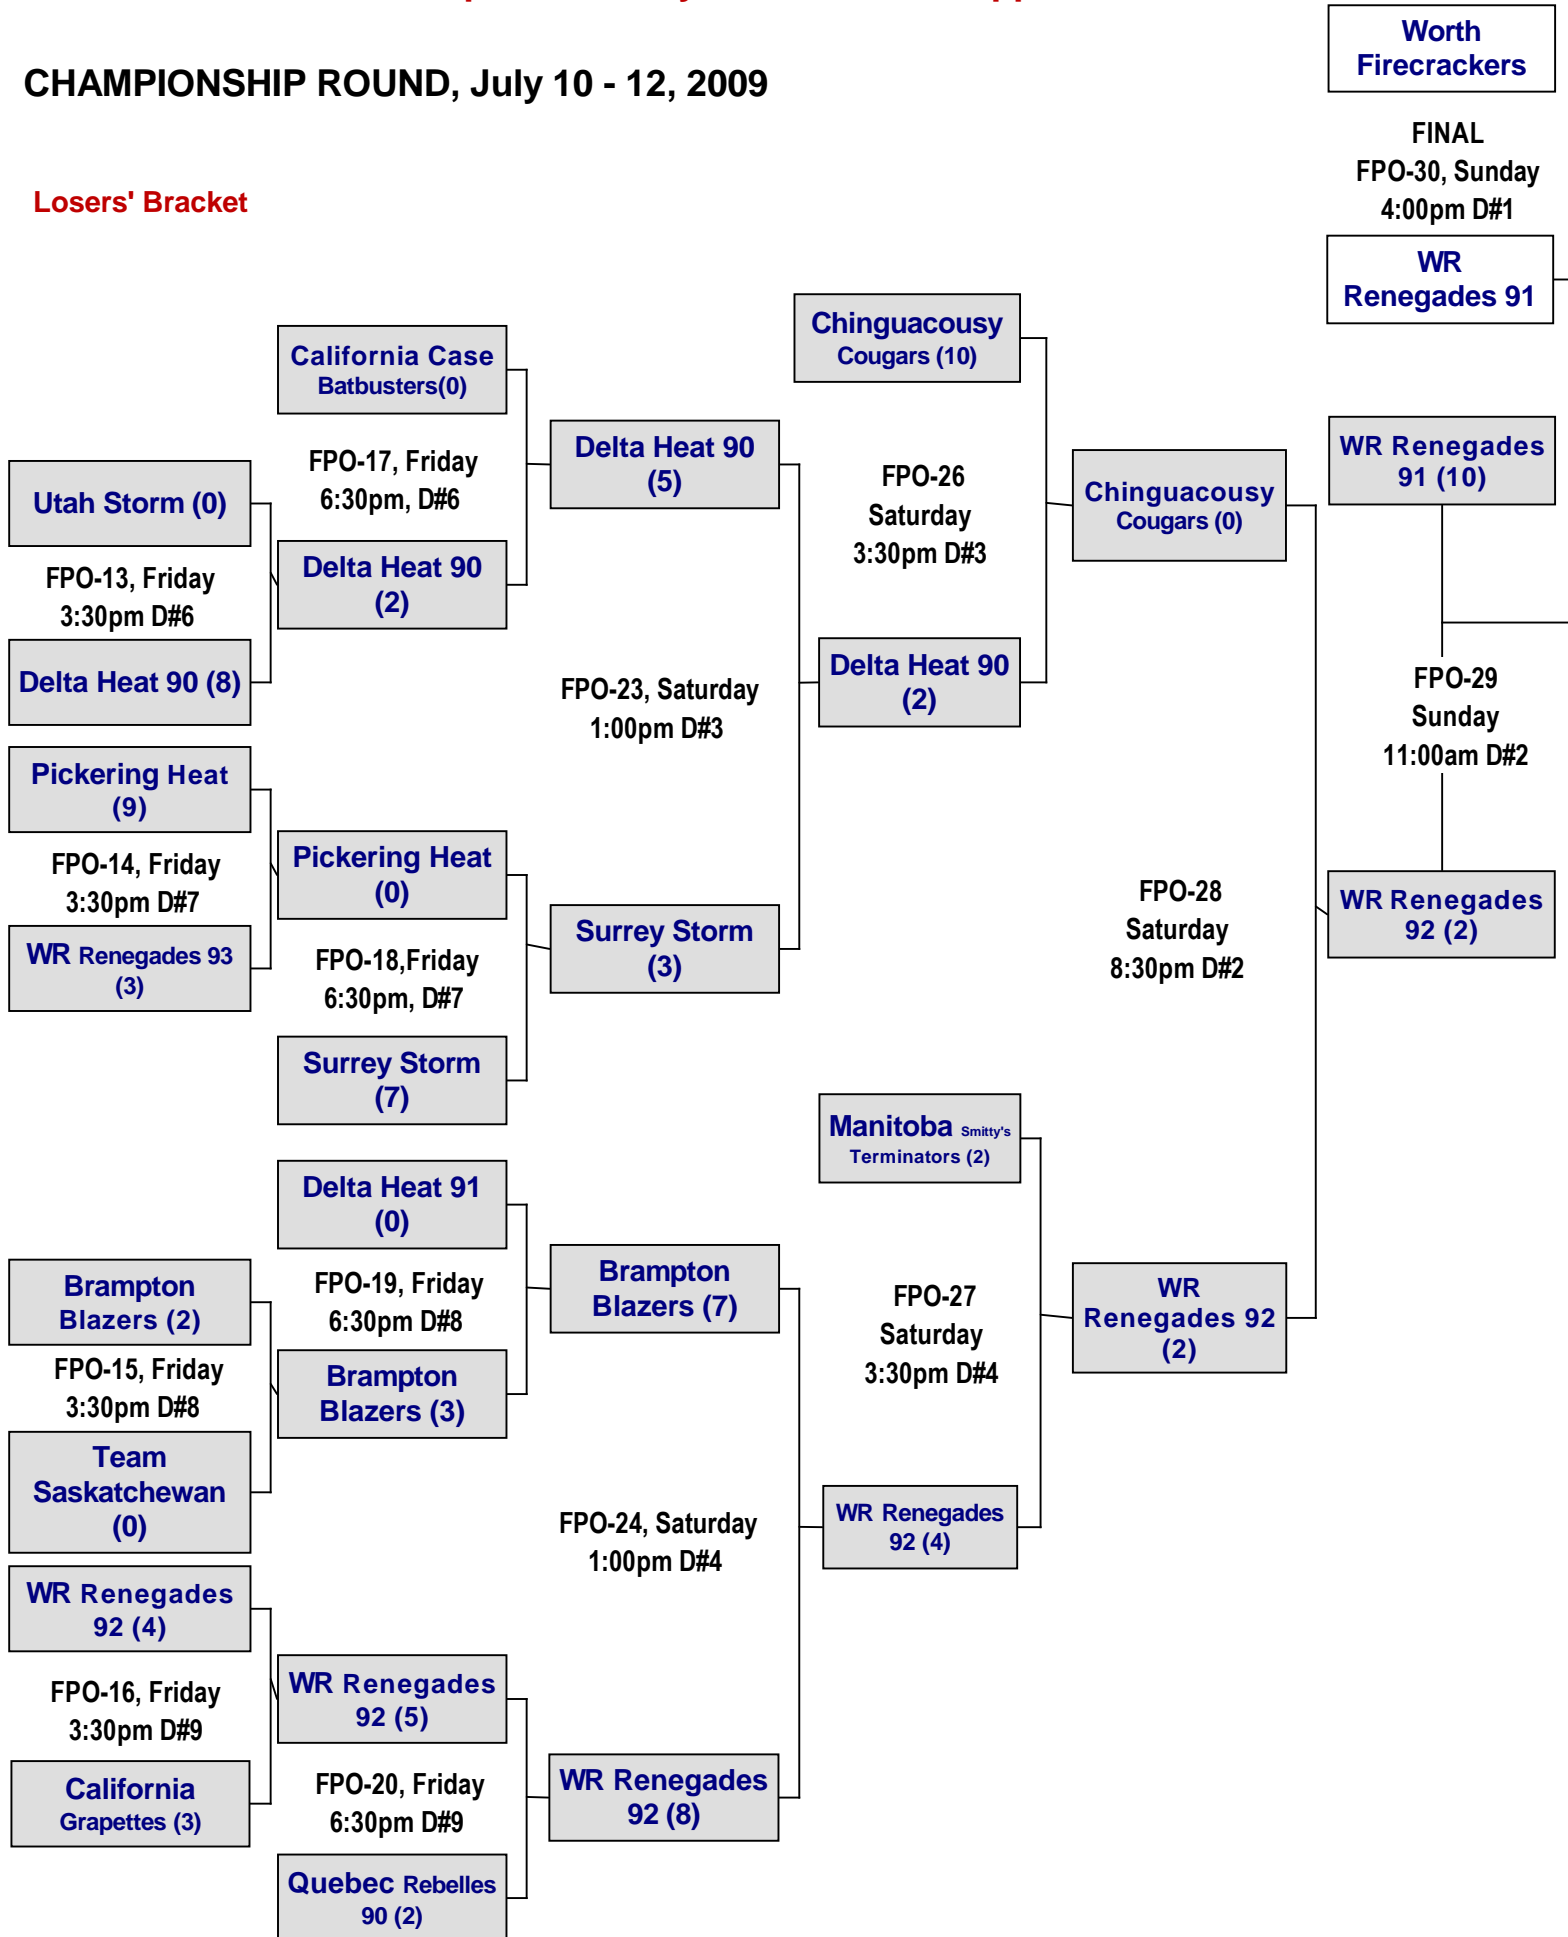 Worth
Firecrackers
CHAMPIONSHIP ROUND, July 10 - 12, 2009
FINAL
FPO-30, Sunday
4:00pm D#1
Losers' Bracket
WR
Renegades 91
Chinguacousy
Cougars (10)
California Case
Batbusters(0)
Delta Heat 90
(5)
WR Renegades
91 (10)
FPO-17, Friday
6:30pm, D#6
FPO-26
Saturday
3:30pm D#3
Utah Storm (0)
Chinguacousy
Cougars (0)
FPO-13, Friday
3:30pm D#6
Delta Heat 90
(2)
Delta Heat 90 (8)
FPO-23, Saturday
1:00pm D#3
Delta Heat 90
(2)
FPO-29
Sunday
11:00am D#2
Pickering Heat
(9)
FPO-14, Friday
3:30pm D#7
Pickering Heat
(0)
FPO-28
Saturday
8:30pm D#2
WR Renegades
92 (2)
WR Renegades 93
(3)
FPO-18,Friday
6:30pm, D#7
Surrey Storm
(3)
Surrey Storm
(7)
Manitoba Smitty's
Terminators (2)
Delta Heat 91
(0)
Brampton
Blazers (2)
FPO-19, Friday
6:30pm D#8
Brampton
Blazers (7)
FPO-27
Saturday
3:30pm D#4
WR
Renegades 92
(2)
FPO-15, Friday
3:30pm D#8
Brampton
Blazers (3)
Team
Saskatchewan
(0)
FPO-24, Saturday
1:00pm D#4
WR Renegades
92 (4)
WR Renegades
92 (4)
FPO-16, Friday
3:30pm D#9
WR Renegades
92 (5)
California
Grapettes (3)
FPO-20, Friday
6:30pm D#9
WR Renegades
92 (8)
Quebec Rebelles
90 (2)